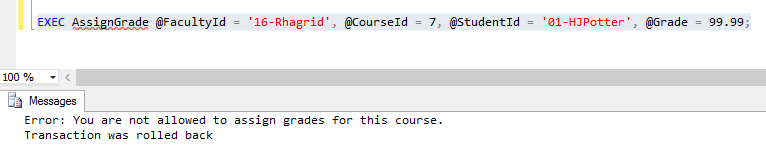 EXEC AssignGrade @FacultyId = '16-Rhagrid', @CourseId = 7, @StudentId = '01-HJPotter', @Grade = 99.99;
100 %
Messages
Error: You are not allowed to assign grades for this course.
Transaction was rolled back